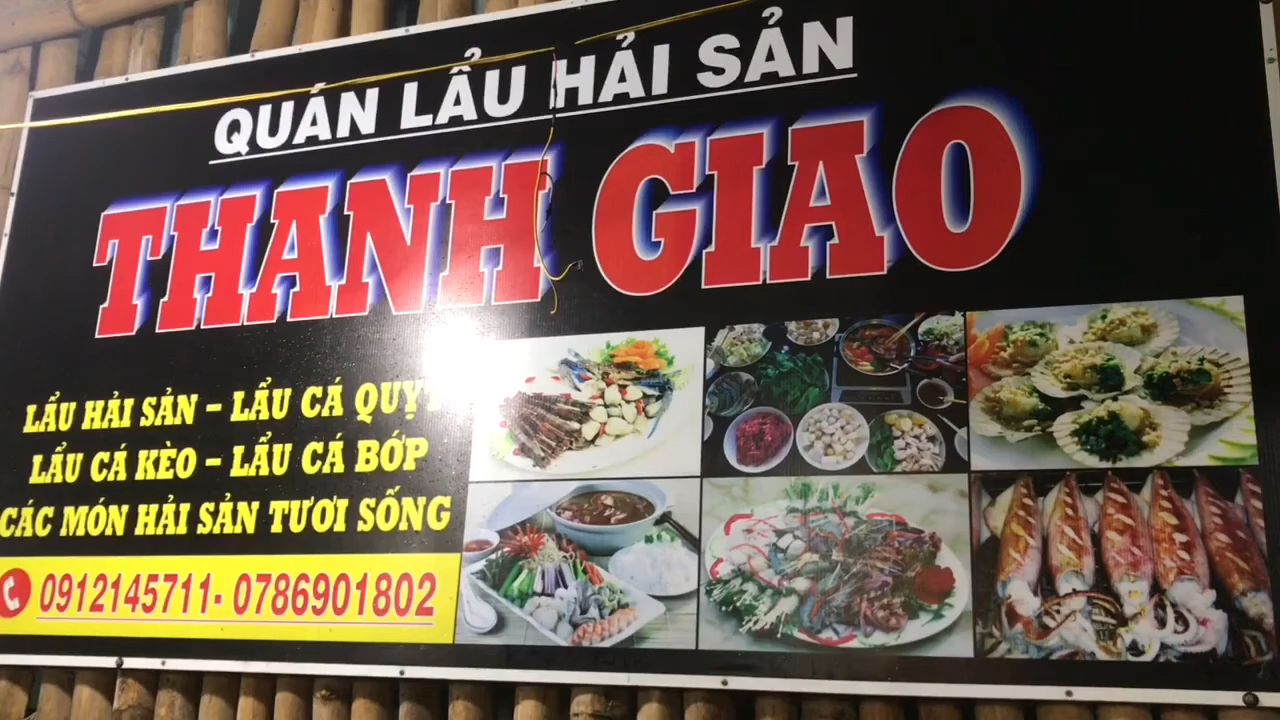 QUÁN LẨU HẢI SẢN
THANH GIAO
LẨU HẢI SẢN - LẨU CÁ QUỴT
LẨU CÁ KÈO - LẨU CÁ BỚP
CÁC MÓN HẢI SẢN TƯƠI SỐNG
0912145711- 0786901802